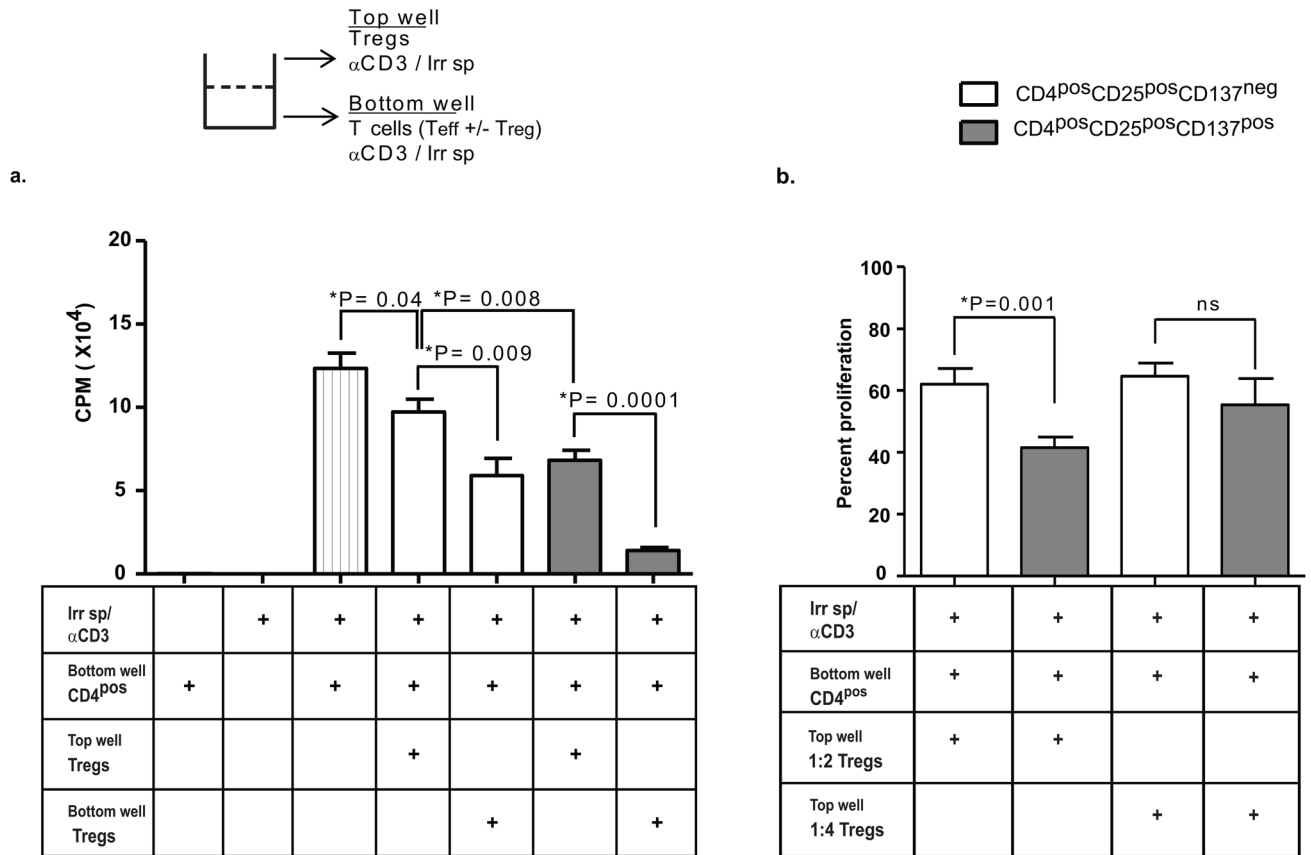 Top well
Tregs
αCD3 / Irr sp
Bottom well
T cells (Teff +/- Treg)
αCD3 / Irr sp
CD4posCD25posCD137neg
CD4posCD25posCD137pos
a.
CPM ( X10⁴)
20
15
10
5
0
*P= 0.04
*P= 0.008
*P= 0.009
*P= 0.0001
Irr sp/
αCD3
+ + + + + +
Bottom well
CD4pos
+ + + + + +
Top well
Tregs
+ +
Bottom well
Tregs
+ +
b.
Percent proliferation
100
80
60
40
20
0
*P=0.001
ns
Irr sp/
αCD3
+ + + +
Bottom well
CD4pos
+ + + +
Top well
1:2 Tregs
+ +
Top well
1:4 Tregs
+ +